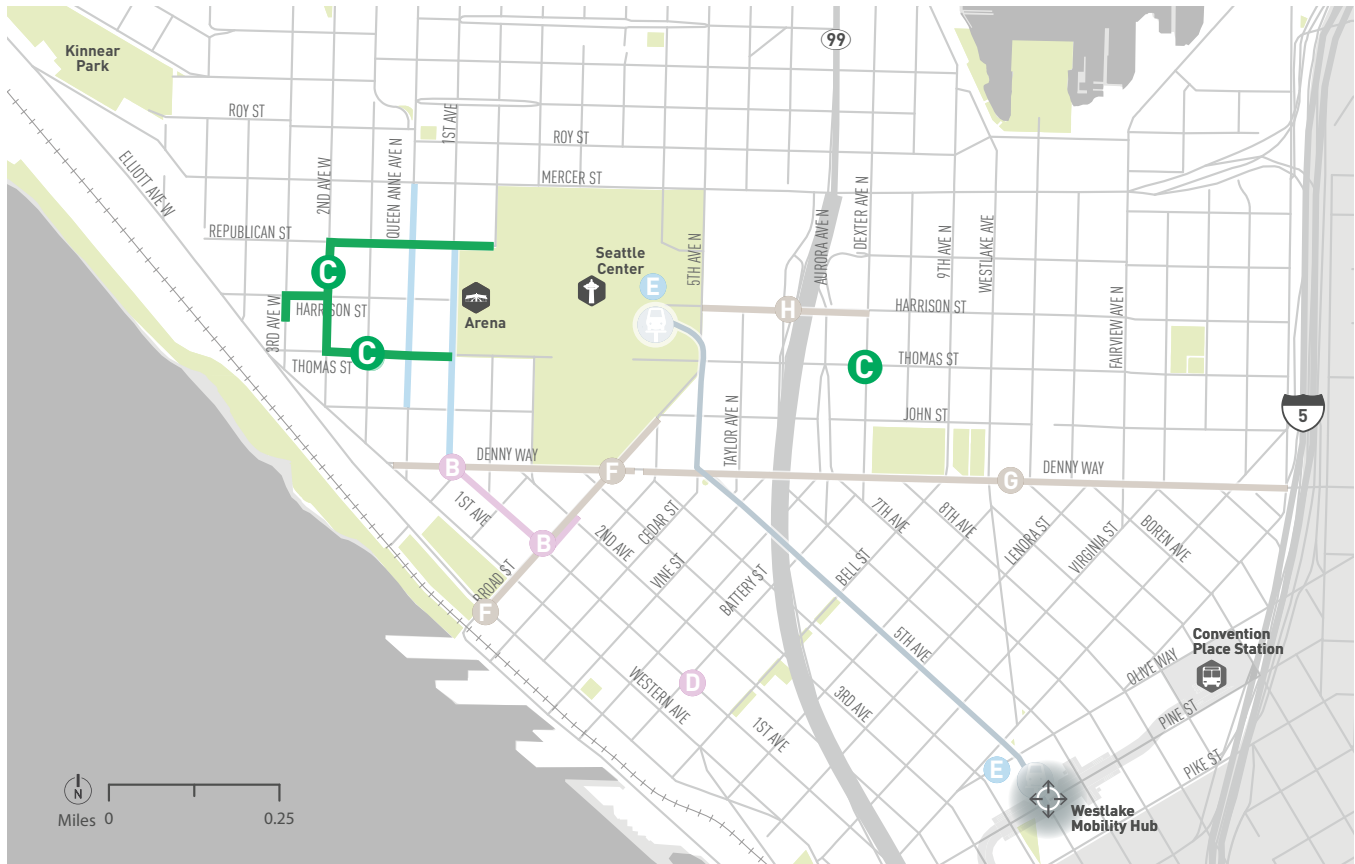 99
Kinnear
Park
ROY ST
1ST AVE
ROY ST
ELLIOTT AVE W
2ND AVE W
QUEEN ANNE AVE N
MERCER ST
REPUBLICAN ST
Seattle
Center
5TH AVE N
AURORA AVE N
DEXTER AVE N
9TH AVE N
WESTLAKE AVE
C
E
3RD AVE W
HARRISON ST
Arena
H
HARRISON ST
FAIRVIEW AVE N
THOMAS ST
C
C
THOMAS ST
TAYLOR AVE N
JOHN ST
5
DENNY WAY
B
F
DENNY WAY
G
1ST AVE
B
2ND AVE
CEDAR ST
VINE ST
BATTERY ST
BELL ST
7TH AVE
8TH AVE
LENORA ST
VIRGINIA ST
BOREN AVE
BROAD ST
F
5TH AVE
Convention
Place Station
OLIVE WAY
D
WESTERN AVE
1ST AVE
3RD AVE
PINE ST
PIKE ST
E
Westlake
Mobility Hub
N
Miles 0 0.25